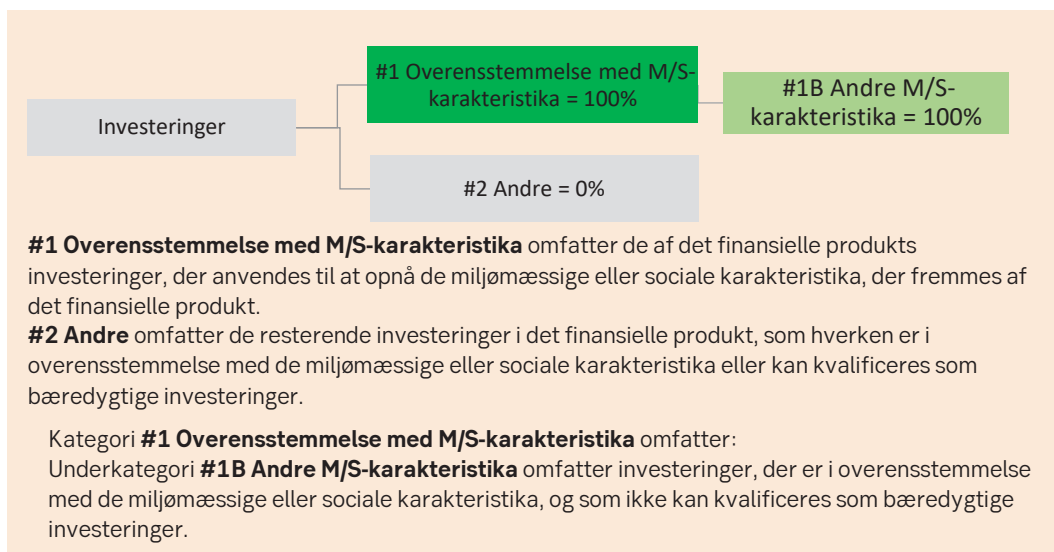 #1 Overensstemmelse med M/S-
karakteristika = 100%
#1B Andre M/S-
karakteristika = 100%
Investeringer
#2 Andre = 0%
#1 Overensstemmelse med M/S-karakteristika omfatter de af det finansielle produkts
investeringer, der anvendes til at opnå de miljømæssige eller sociale karakteristika, der fremmes af
det finansielle produkt.
#2 Andre omfatter de resterende investeringer i det finansielle produkt, som hverken er i
overensstemmelse med de miljømæssige eller sociale karakteristika eller kan kvalificeres som
bæredygtige investeringer.
Kategori #1 Overensstemmelse med M/S-karakteristika omfatter:
Underkategori #1B Andre M/S-karakteristika omfatter investeringer, der er i overensstemmelse
med de miljømæssige eller sociale karakteristika, og som ikke kan kvalificeres som bæredygtige
investeringer.